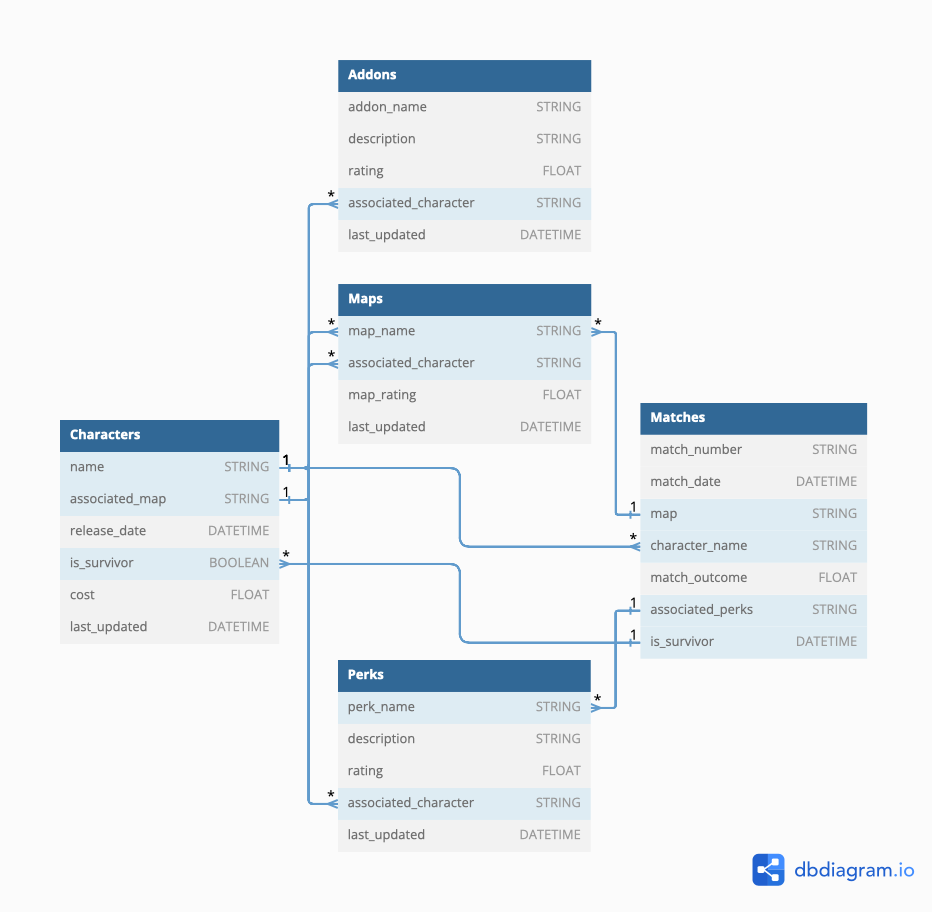 Addons
addon_name STRING
description STRING
rating FLOAT
* associated_character STRING
last_updated DATETIME
Maps
* map_name STRING *
* associated_character STRING
map_rating FLOAT
last_updated DATETIME
Characters
name STRING 1
associated_map STRING 1
release_date DATETIME
is_survivor BOOLEAN *
cost FLOAT
last_updated DATETIME
Matches
match_number STRING
match_date DATETIME
1 map STRING
* character_name STRING
match_outcome FLOAT
1 associated_perks STRING
1 is_survivor DATETIME
Perks
perk_name STRING *
description STRING
rating FLOAT
* associated_character STRING
last_updated DATETIME
dbdiagram.io